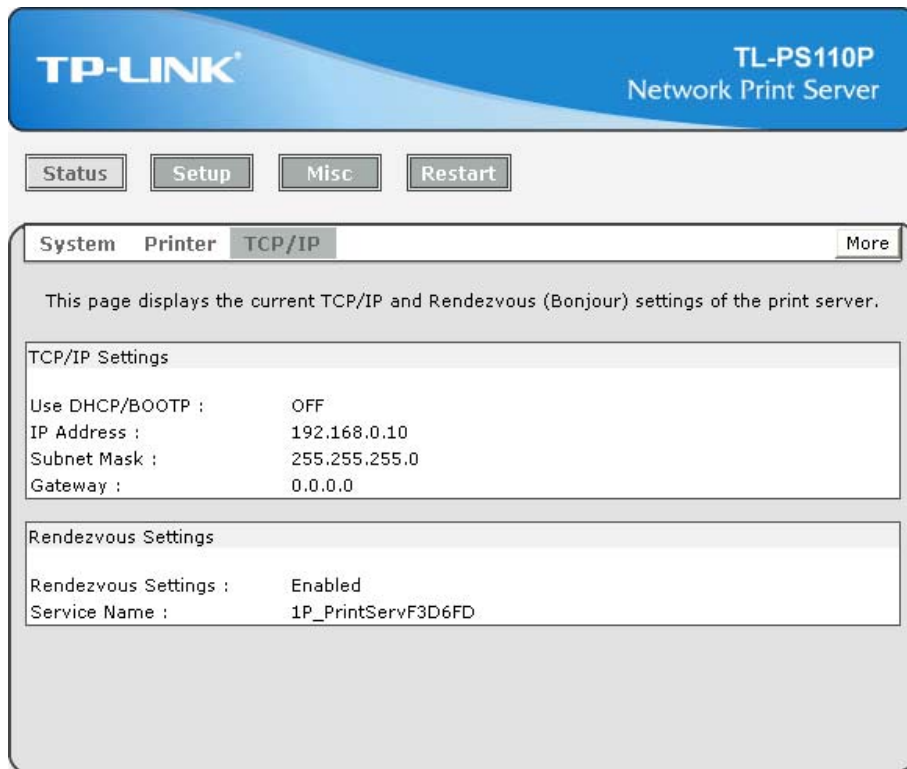 TP-LINK®
TL-PS110P
Network Print Server
Status Setup Misc Restart
System Printer TCP/IP More
This page displays the current TCP/IP and Rendezvous (Bonjour) settings of the print server.
TCP/IP Settings
Use DHCP/BOOTP : OFF
IP Address : 192.168.0.10
Subnet Mask : 255.255.255.0
Gateway : 0.0.0.0
Rendezvous Settings
Rendezvous Settings : Enabled
Service Name : 1P_PrintServF3D6FD